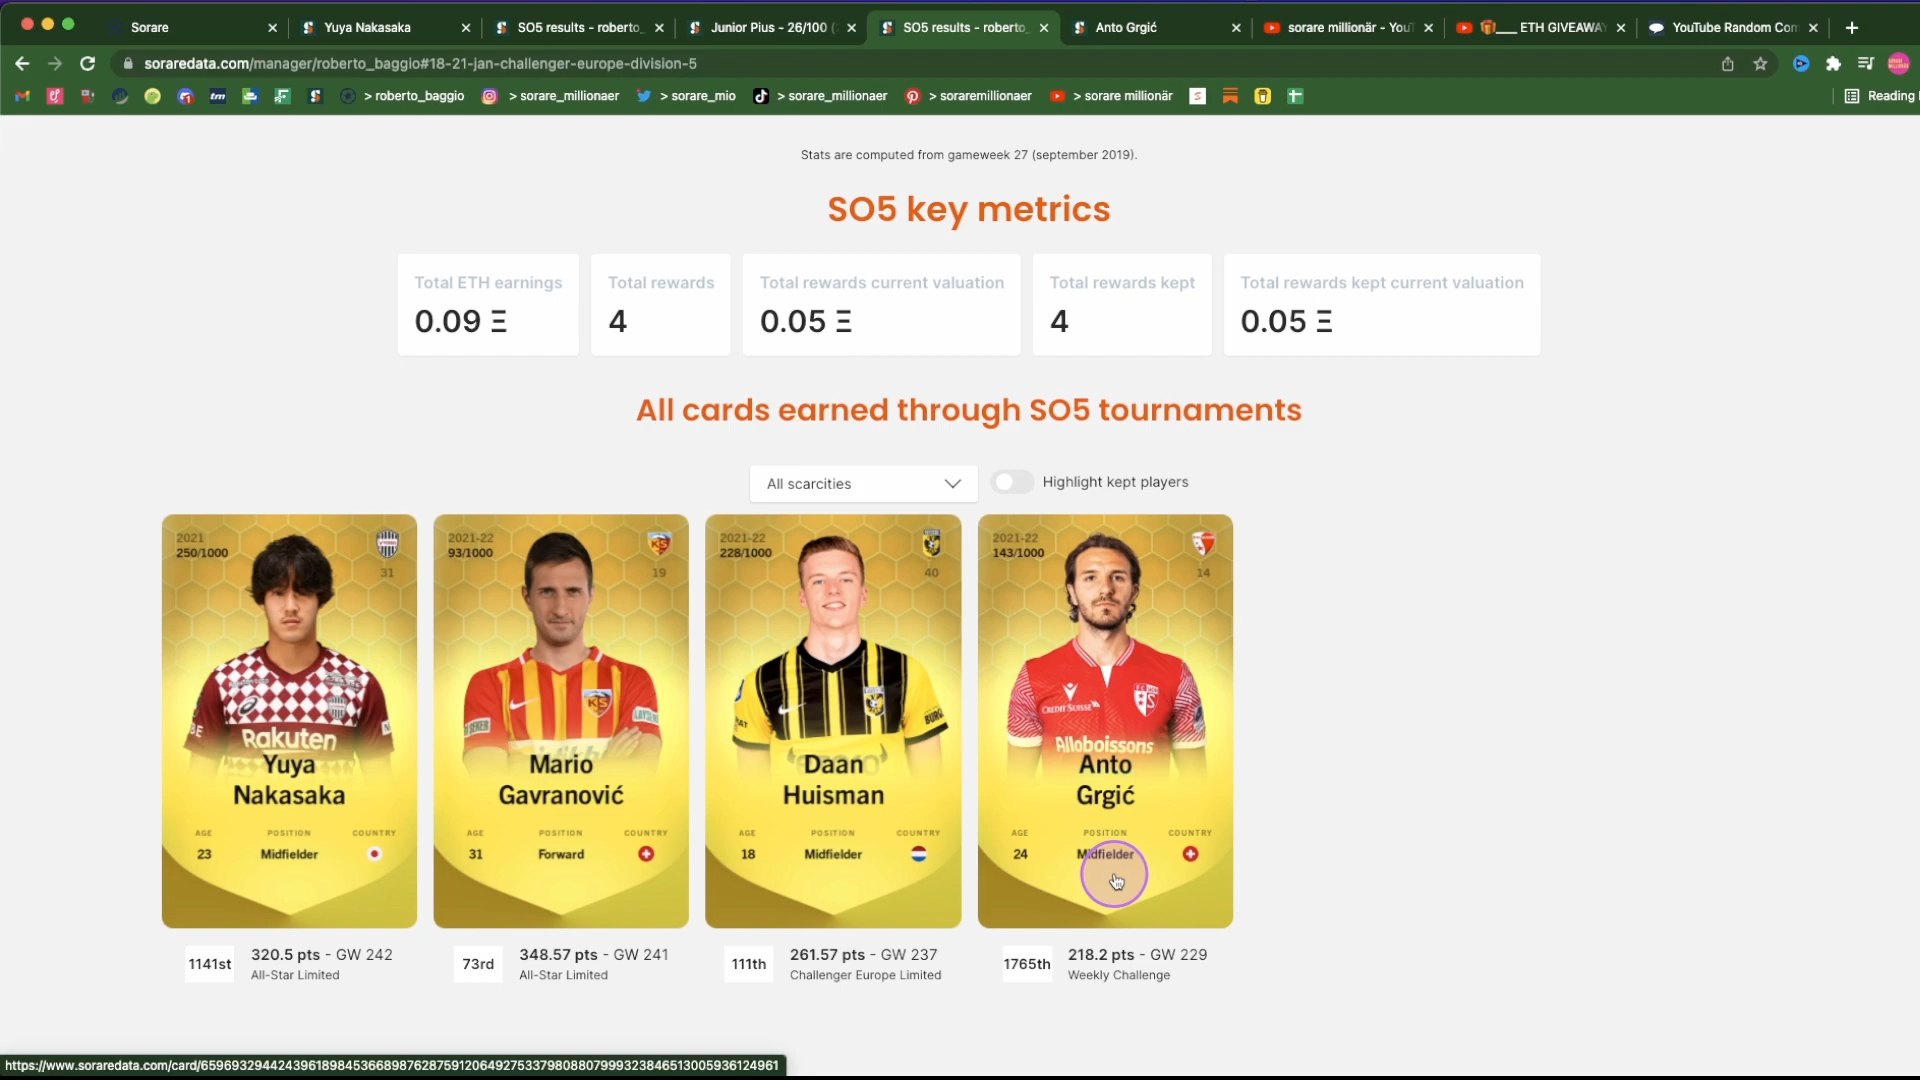 Sorare
Yuya Nakasaka
SO5 results - roberto_
Junior Pius - 26/100 (
SO5 results - roberto_
Anto Grgić
sorare millionär - YouT
ETH GIVEAWAY
YouTube Random Com
soraredata.com/manager/roberto_baggio#18-21-jan-challenger-europe-division-5
> roberto_baggio
> sorare_millionaer
> sorare_mio
> sorare_millionaer
> soraremillionaer
> sorare millionär
Reading
Stats are computed from gameweek 27 (september 2019).
SO5 key metrics
Total ETH earnings
Total rewards
Total rewards current valuation
Total rewards kept
Total rewards kept current valuation
0.09 Ξ
4
0.05 Ξ
4
0.05 Ξ
All cards earned through SO5 tournaments
All scarcities
Highlight kept players
2021
250/1000
31
Rakuten
Yuya
Nakasaka
AGE POSITION COUNTRY
23 Midfielder
1141st
320.5 pts - GW 242
All-Star Limited
2021-22
93/1000
19
Mario
Gavranović
AGE POSITION COUNTRY
31 Forward
73rd
348.57 pts - GW 241
All-Star Limited
2021-22
228/1000
40
Daan
Huisman
AGE POSITION COUNTRY
18 Midfielder
111th
261.57 pts - GW 237
Challenger Europe Limited
2021-22
143/1000
14
CREDIT SUISSE
Alloboissons
Anto
Grgić
AGE POSITION COUNTRY
24 Midfielder
1765th
218.2 pts - GW 229
Weekly Challenge
https://www.soraredata.com/card/65969329442439618984536689876287591206492753379808807999323846513005936124961